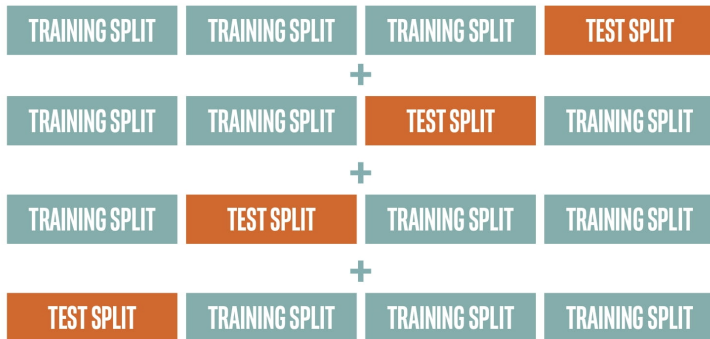 TRAINING SPLIT TRAINING SPLIT TRAINING SPLIT TEST SPLIT
+
TRAINING SPLIT TRAINING SPLIT TEST SPLIT TRAINING SPLIT
+
TRAINING SPLIT TEST SPLIT TRAINING SPLIT TRAINING SPLIT
+
TEST SPLIT TRAINING SPLIT TRAINING SPLIT TRAINING SPLIT